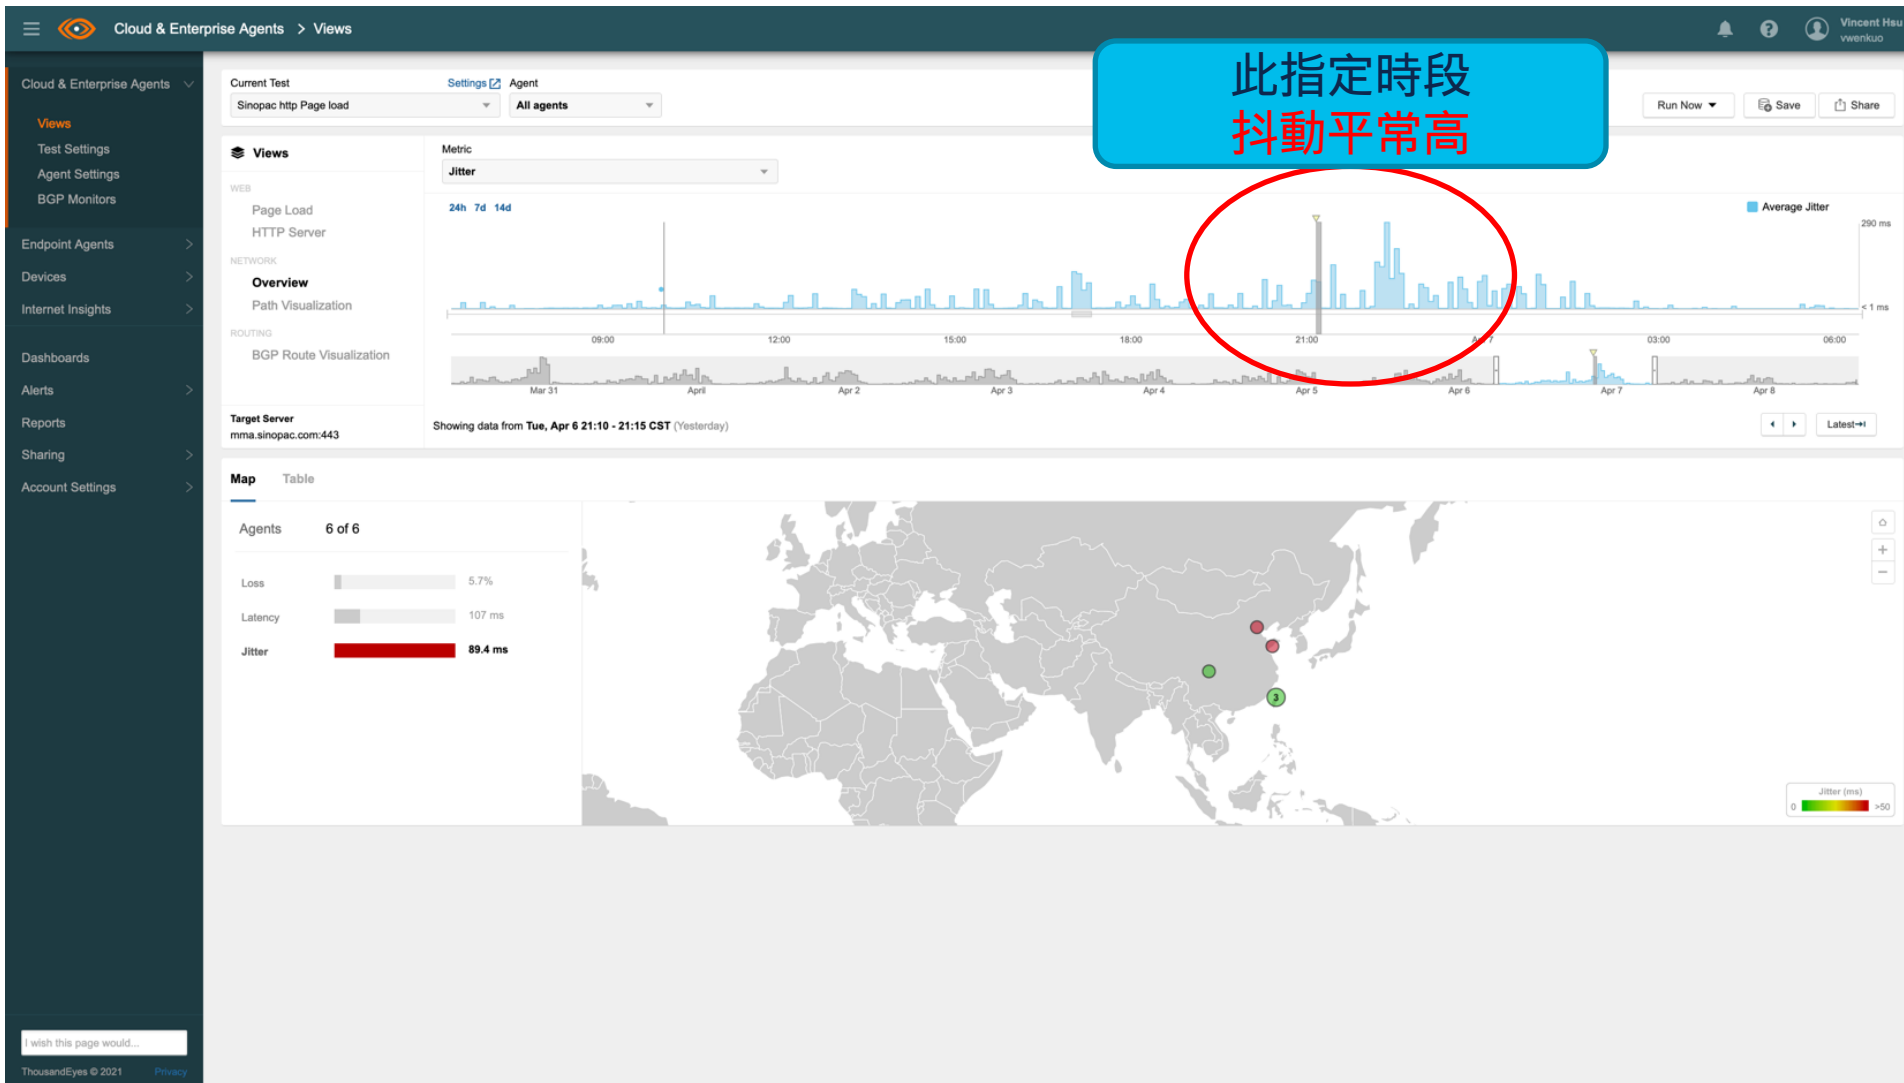 Cloud & Enterprise Agents > Views
Vincent Hsu
vwenkuo
此指定時段
抖動平常高
Cloud & Enterprise Agents
Views
Test Settings
Agent Settings
BGP Monitors
Endpoint Agents
Devices
Internet Insights
Dashboards
Alerts
Reports
Sharing
Account Settings
I wish this page would...
ThousandEyes © 2021 Privacy
Current Test Settings Agent
Sinopac http Page load All agents
Run Now Save Share
Views
WEB
Page Load
HTTP Server
NETWORK
Overview
Path Visualization
ROUTING
BGP Route Visualization
Target Server
mma.sinopac.com:443
Metric
Jitter
24h 7d 14d
Average Jitter
290 ms
< 1 ms
09:00 12:00 15:00 18:00 21:00 Apr 7 03:00 06:00
Mar 31 April Apr 2 Apr 3 Apr 4 Apr 5 Apr 6 Apr 7 Apr 8
Showing data from Tue, Apr 6 21:10 - 21:15 CST (Yesterday)
Latest
Map Table
Agents 6 of 6
Loss 5.7%
Latency 107 ms
Jitter 89.4 ms
3
Jitter (ms)
0 >50